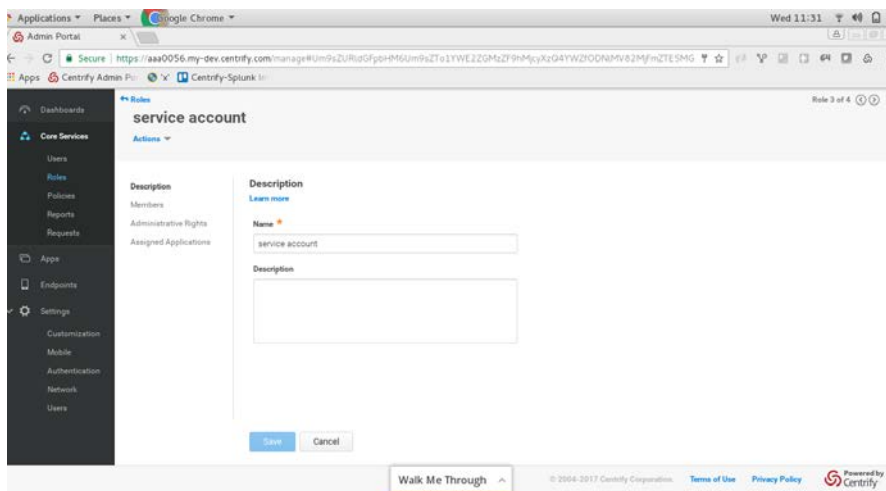 Applications Places Google Chrome Wed 11:31
Admin Portal
Secure https://aaa0056.my-dev.centrify.com/manage
Apps Centrify Admin Centrify-Splunk
Dashboards
Core Services
Users
Roles
Policies
Reports
Requests
Apps
Endpoints
Settings
Customization
Mobile
Authentication
Network
Users
Roles
Role 3 of 4
service account
Actions
Description
Members
Administrative Rights
Assigned Applications
Description
Learn more
Name *
service account
Description
Save Cancel
Walk Me Through
© 2004-2017 Centrify Corporation. Terms of Use Privacy Policy
Powered by
Centrify